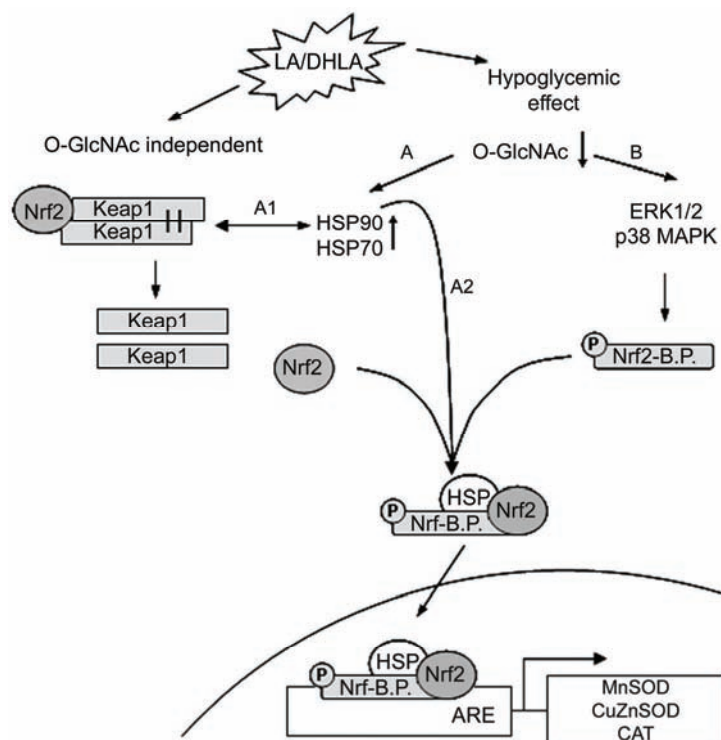 LA/DHLA
Hypoglycemic
effect
O-GlcNAc independent
A
O-GlcNAc
B
Nrf2
Keap1
Keap1
A1
HSP90
HSP70
ERK1/2
p38 MAPK
A2
Keap1
Keap1
Nrf2
P
Nrf2-B.P.
HSP
P
Nrf-B.P.
Nrf2
HSP
P
Nrf-B.P.
Nrf2
ARE
MnSOD
CuZnSOD
CAT